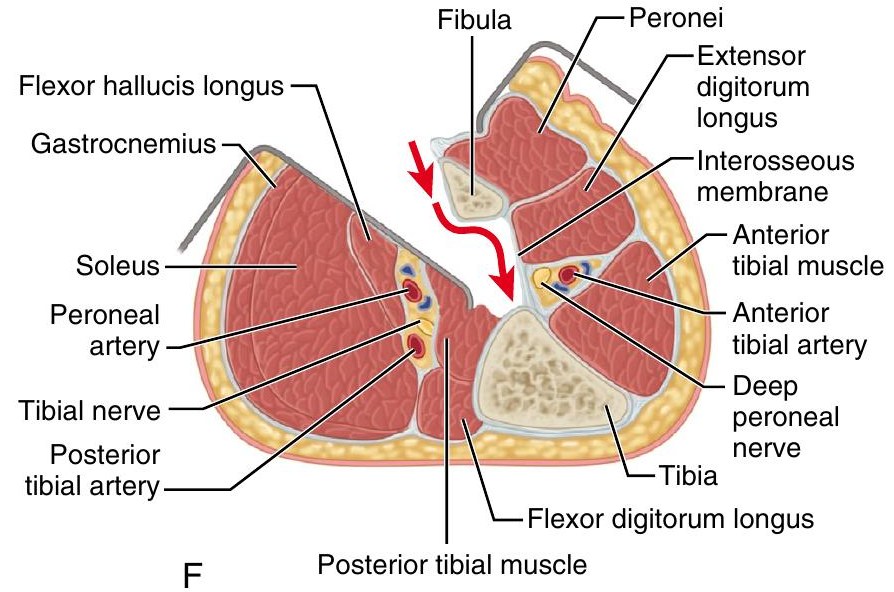 Fibula
Peronei
Extensor
digitorum
longus
Flexor hallucis longus
Gastrocnemius
Interosseous
membrane
Anterior
tibial muscle
Soleus
Peroneal
artery
Anterior
tibial artery
Deep
peroneal
nerve
Tibial nerve
Posterior
tibial artery
Tibia
Flexor digitorum longus
Posterior tibial muscle
F